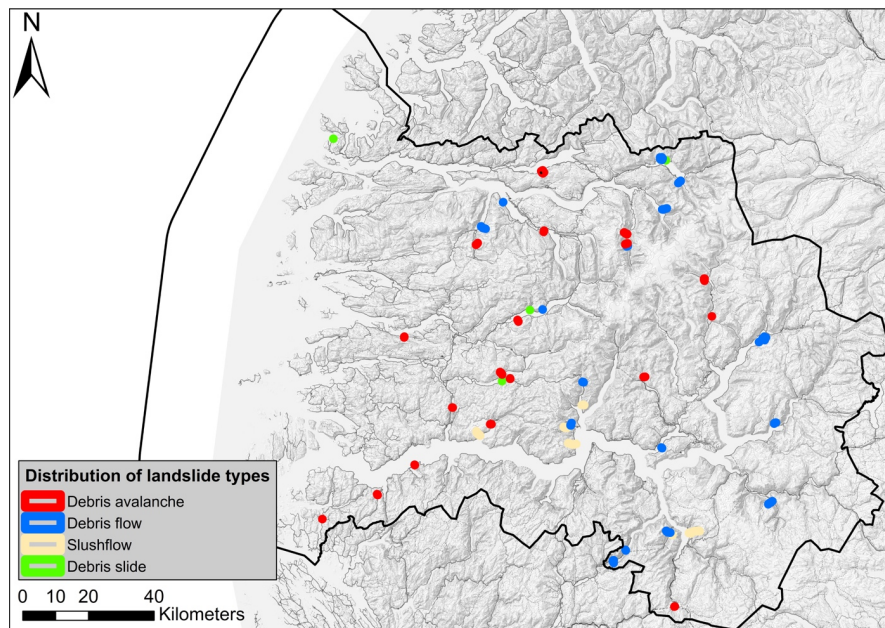 N
Distribution of landslide types
Debris avalanche
Debris flow
Slushflow
Debris slide
0 10 20 40
Kilometers